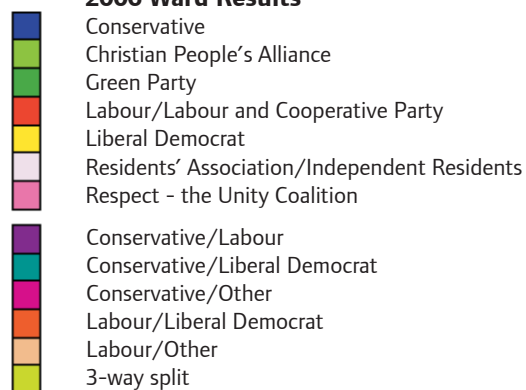 2006 Ward Results
Conservative
Christian People's Alliance
Green Party
Labour/Labour and Cooperative Party
Liberal Democrat
Residents' Association/Independent Residents
Respect - the Unity Coalition
Conservative/Labour
Conservative/Liberal Democrat
Conservative/Other
Labour/Liberal Democrat
Labour/Other
3-way split